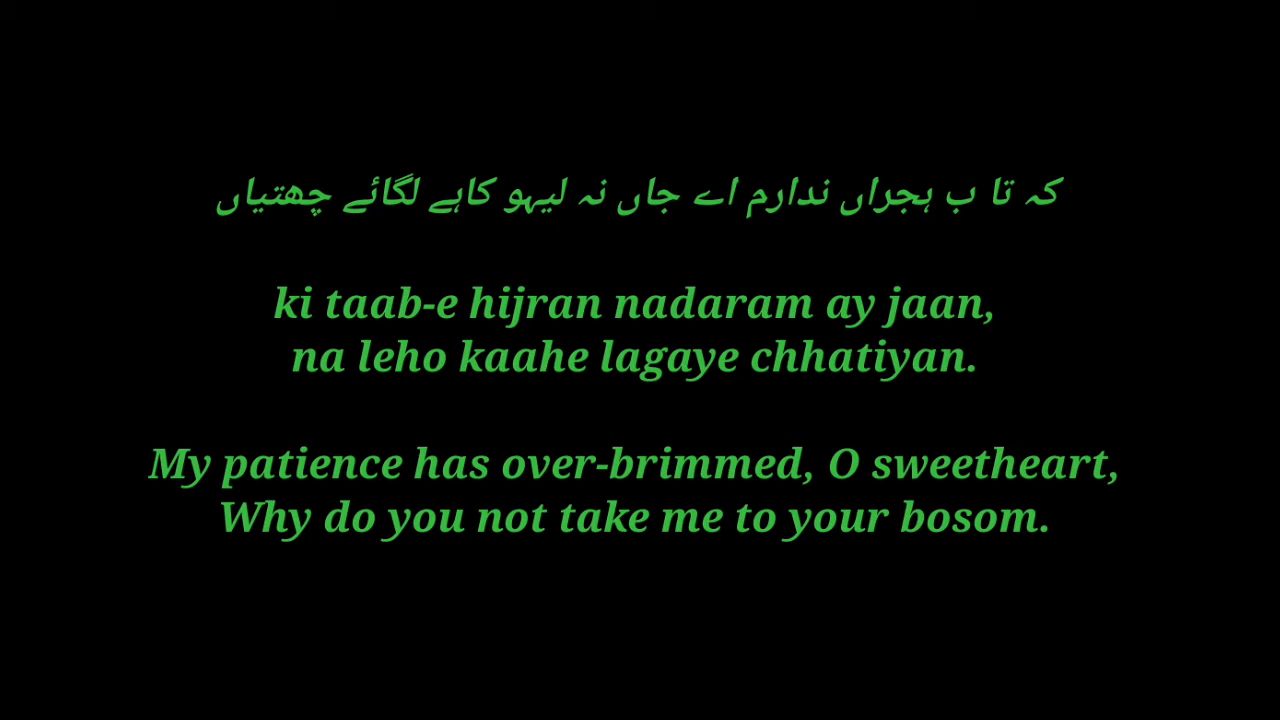 کہ تا ب ہجراں ندارم اے جاں نہ لیہو کاہے لگائے چھتیاں
ki taab-e hijran nadaram ay jaan,
na leho kaahe lagaye chhatiyan.
My patience has over-brimmed, O sweetheart,
Why do you not take me to your bosom.